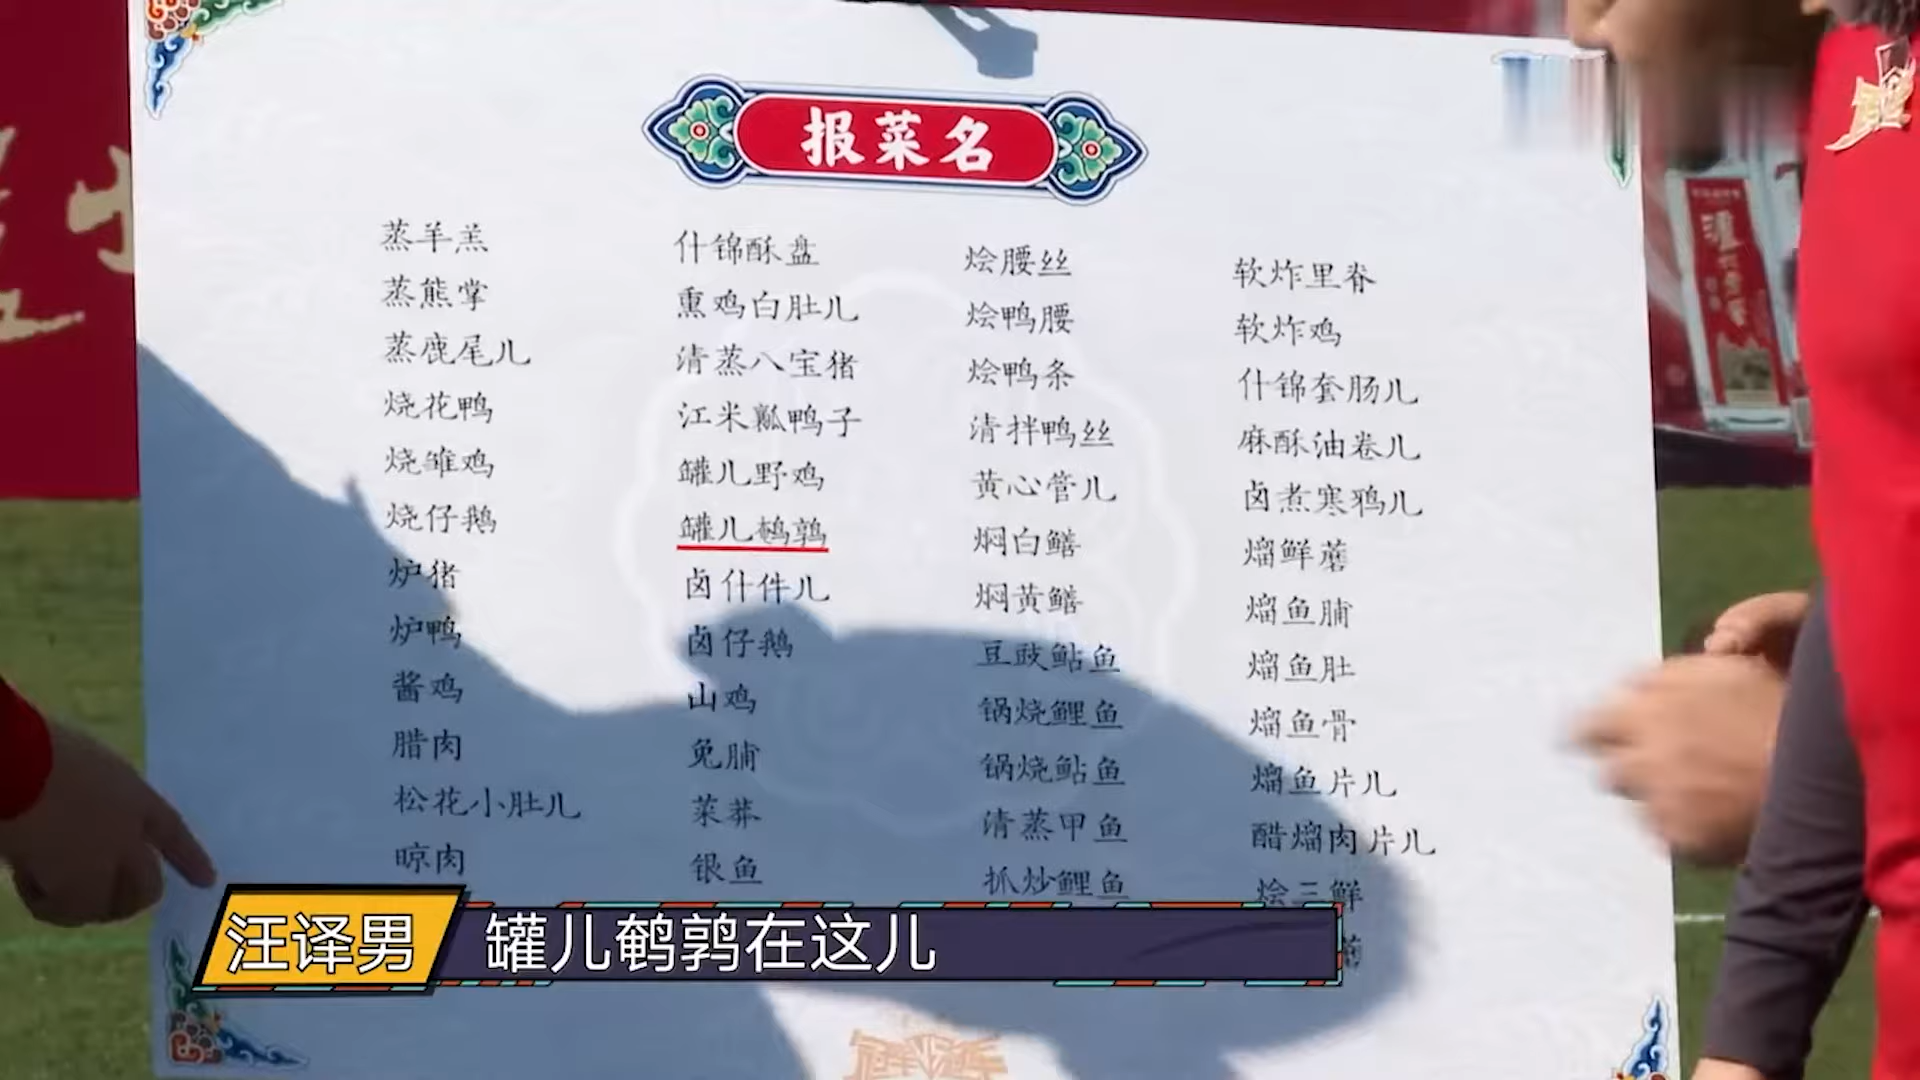 报菜名
蒸羊羔
蒸熊掌
蒸鹿尾儿
烧花鸭
烧雏鸡
烧仔鹅
炉猪
炉鸭
酱鸡
腊肉
松花小肚儿
晾肉
什锦酥盘
熏鸡白肚儿
清蒸八宝猪
江米瓤鸭子
罐儿野鸡
罐儿鹌鹑
卤什件儿
卤仔鹅
山鸡
兔脯
菜莽
银鱼
烩腰丝
烩鸭腰
烩鸭条
清拌鸭丝
黄心管儿
焖白鳝
焖黄鳝
豆豉鲇鱼
锅烧鲤鱼
锅烧鲇鱼
清蒸甲鱼
抓炒鲤鱼
软炸里脊
软炸鸡
什锦套肠儿
麻酥油卷儿
卤煮寒鸦儿
熘鲜蘑
熘鱼脯
熘鱼肚
熘鱼骨
熘鱼片儿
醋熘肉片儿
烩三鲜
汪译男
罐儿鹌鹑在这儿